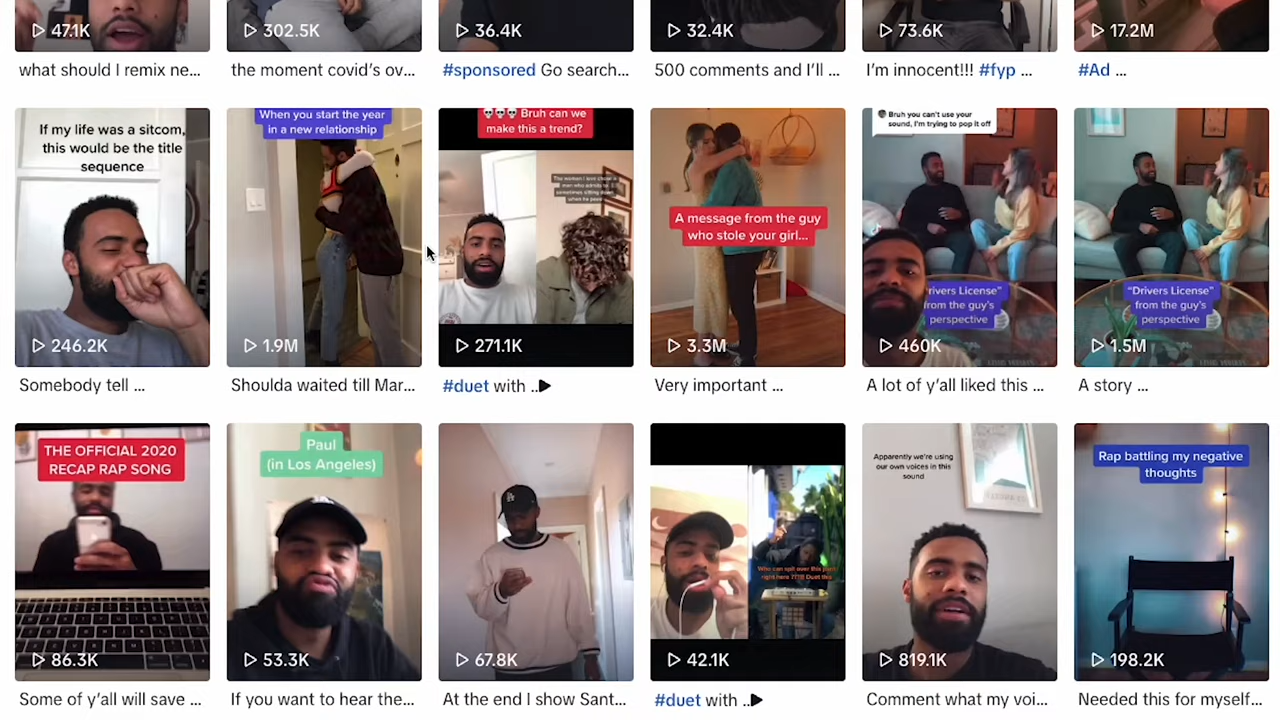 47.1K
302.5K
36.4K
32.4K
73.6K
17.2M
what should I remix ne...
the moment covid's ov...
#sponsored Go search...
500 comments and I'll ...
I'm innocent!!! #fyp ...
#Ad ...
If my life was a sitcom,
this would be the title
sequence
246.2K
When you start the year
in a new relationship
1.9M
💀💀💀 Bruh can we
make this a trend?
271.1K
A message from the guy
who stole your girl...
3.3M
Bruh you can't use your
sound, I'm trying to pop it off
rivers License"
from the guy's
perspective
460K
"Drivers License"
from the guy's
perspective
1.5M
Somebody tell ...
Shoulda waited till Mar...
#duet with ..
Very important ...
A lot of y'all liked this ...
A story ...
THE OFFICIAL 2020
RECAP RAP SONG
86.3K
Paul
(in Los Angeles)
53.3K
67.8K
Who can spit over this
right here ???!! Duet this
42.1K
Apparently we're using
our own voices in this
sound
819.1K
Rap battling my negative
thoughts
198.2K
Some of y'all will save ...
If you want to hear the...
At the end I show Sant...
#duet with ..
Comment what my voi...
Needed this for myself...